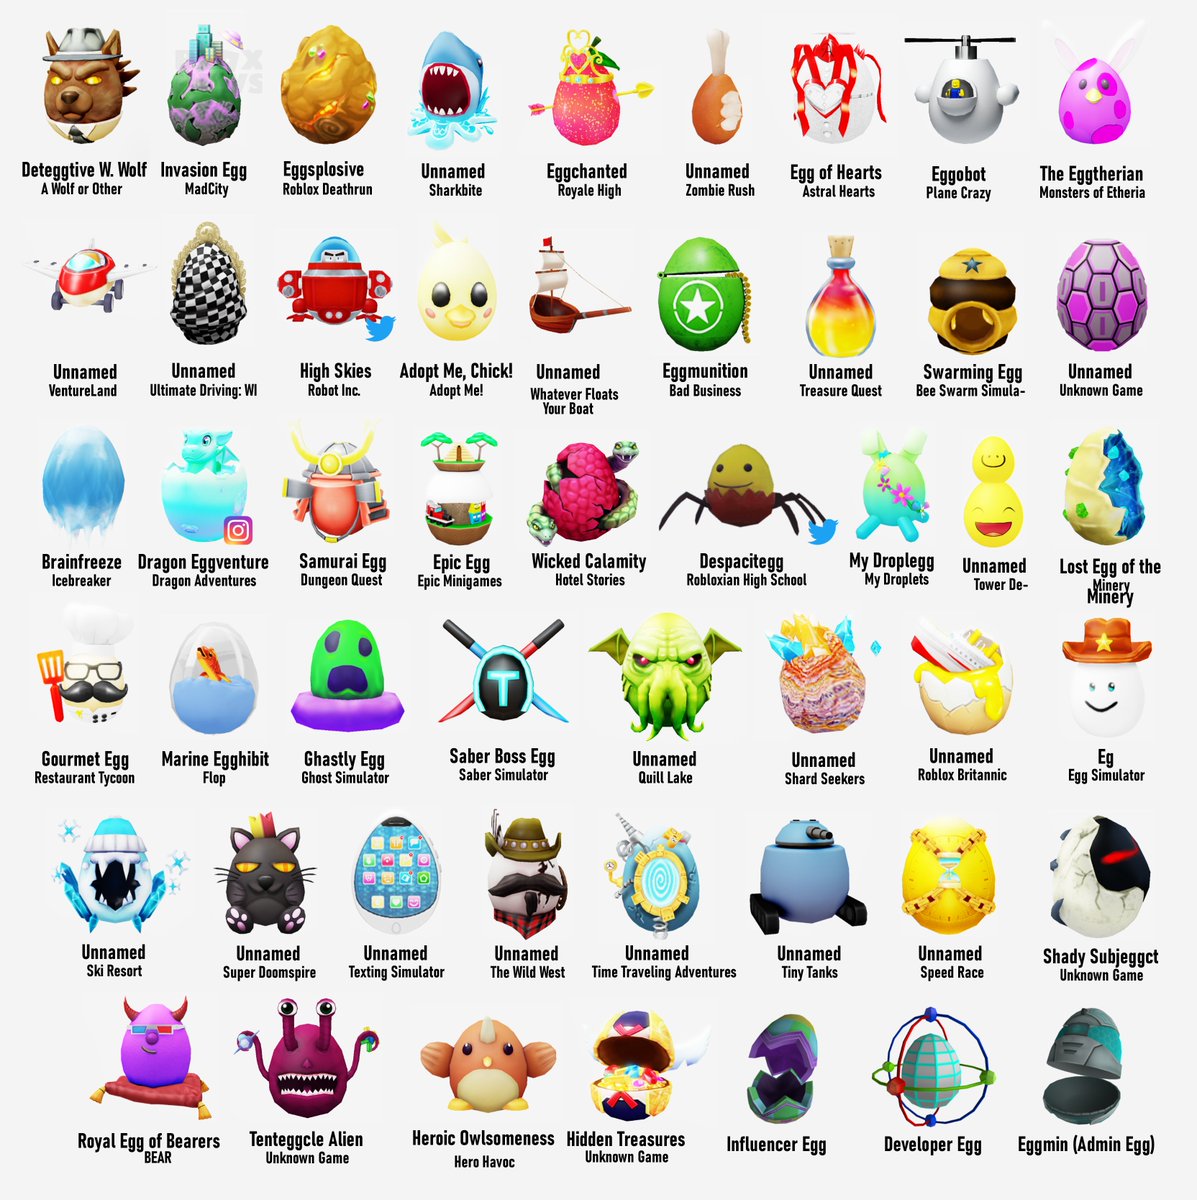 Deteggtive W. Wolf
A Wolf or Other
Invasion Egg
MadCity
Eggsplosive
Roblox Deathrun
Unnamed
Sharkbite
Eggchanted
Royale High
Unnamed
Zombie Rush
Egg of Hearts
Astral Hearts
Eggobot
Plane Crazy
The Eggtherian
Monsters of Etheria
Unnamed
VentureLand
Unnamed
Ultimate Driving: WI
High Skies
Robot Inc.
Adopt Me, Chick!
Adopt Me!
Unnamed
Whatever Floats
Your Boat
Eggmunition
Bad Business
Unnamed
Treasure Quest
Swarming Egg
Bee Swarm Simula-
Unnamed
Unknown Game
Brainfreeze
Icebreaker
Dragon Eggventure
Dragon Adventures
Samurai Egg
Dungeon Quest
Epic Egg
Epic Minigames
Wicked Calamity
Hotel Stories
Despacitegg
Robloxian High School
My Droplegg
My Droplets
Unnamed
Tower De-
Lost Egg of the
Minery
Minery
Gourmet Egg
Restaurant Tycoon
Marine Egghibit
Flop
Ghastly Egg
Ghost Simulator
T
Saber Boss Egg
Saber Simulator
Unnamed
Quill Lake
Unnamed
Shard Seekers
Unnamed
Roblox Britannic
Eg
Egg Simulator
Unnamed
Ski Resort
Unnamed
Super Doomspire
Unnamed
Texting Simulator
Unnamed
The Wild West
Unnamed
Time Traveling Adventures
Unnamed
Tiny Tanks
Unnamed
Speed Race
Shady Subjeggct
Unknown Game
Royal Egg of Bearers
BEAR
Tenteggcle Alien
Unknown Game
Heroic Owlsomeness
Hero Havoc
Hidden Treasures
Unknown Game
Influencer Egg
Developer Egg
Eggmin (Admin Egg)